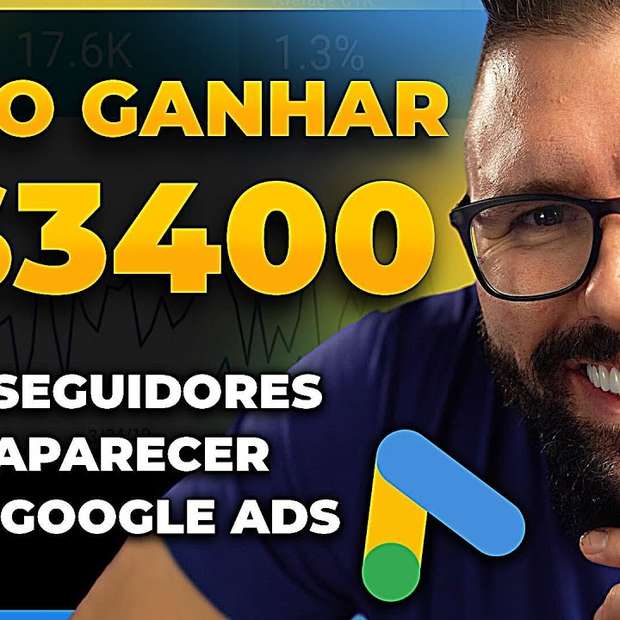 17.6K 1.3%
O GANHAR
$3400
SEGUIDORES
APARECER
GOOGLE ADS